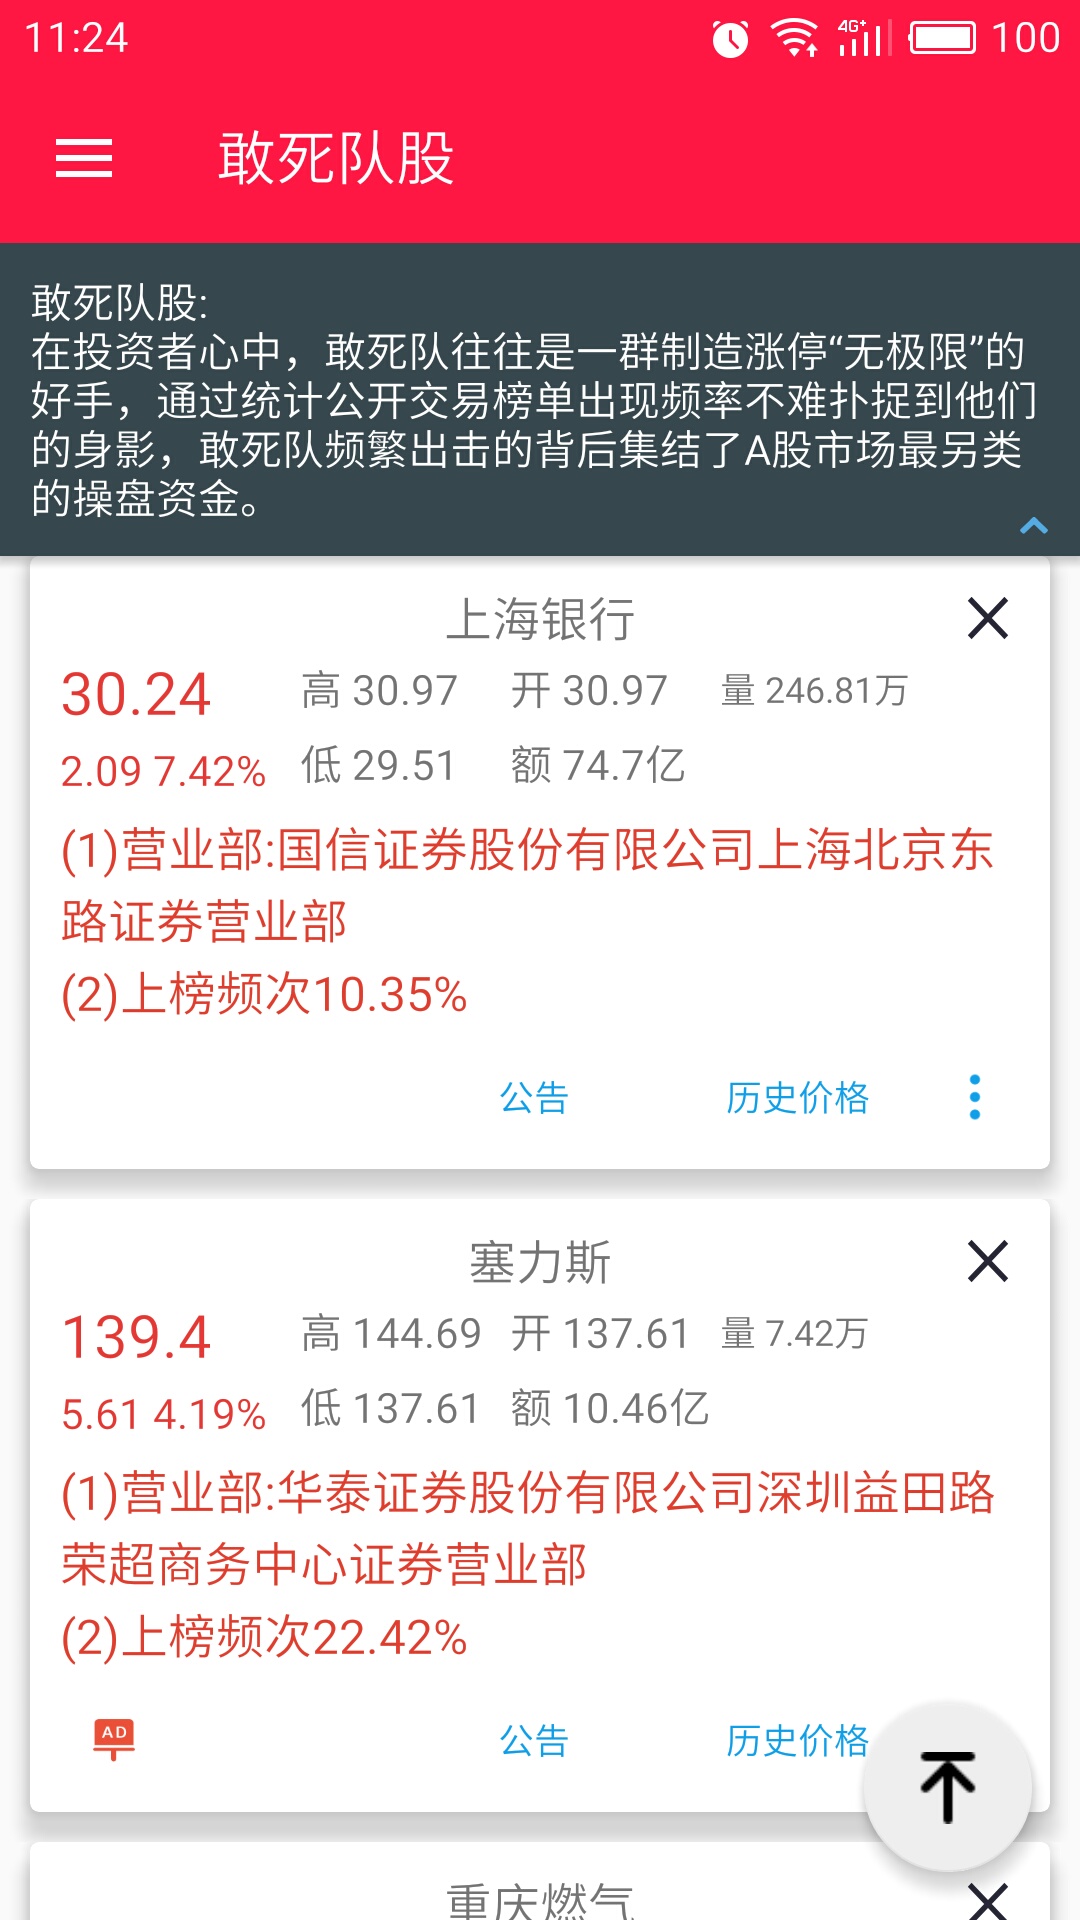 11:24
4G+
100
敢死队股
敢死队股:
在投资者心中，敢死队往往是一群制造涨停“无极限”的
好手，通过统计公开交易榜单出现频率不难扑捉到他们
的身影，敢死队频繁出击的背后集结了A股市场最另类
的操盘资金。
上海银行
30.24 高 30.97 开 30.97 量 246.81万
2.09 7.42% 低 29.51 额 74.7亿
(1)营业部:国信证券股份有限公司上海北京东
路证券营业部
(2)上榜频次10.35%
公告 历史价格
塞力斯
139.4 高 144.69 开 137.61 量 7.42万
5.61 4.19% 低 137.61 额 10.46亿
(1)营业部:华泰证券股份有限公司深圳益田路
荣超商务中心证券营业部
(2)上榜频次22.42%
AD 公告 历史价格
重庆燃气